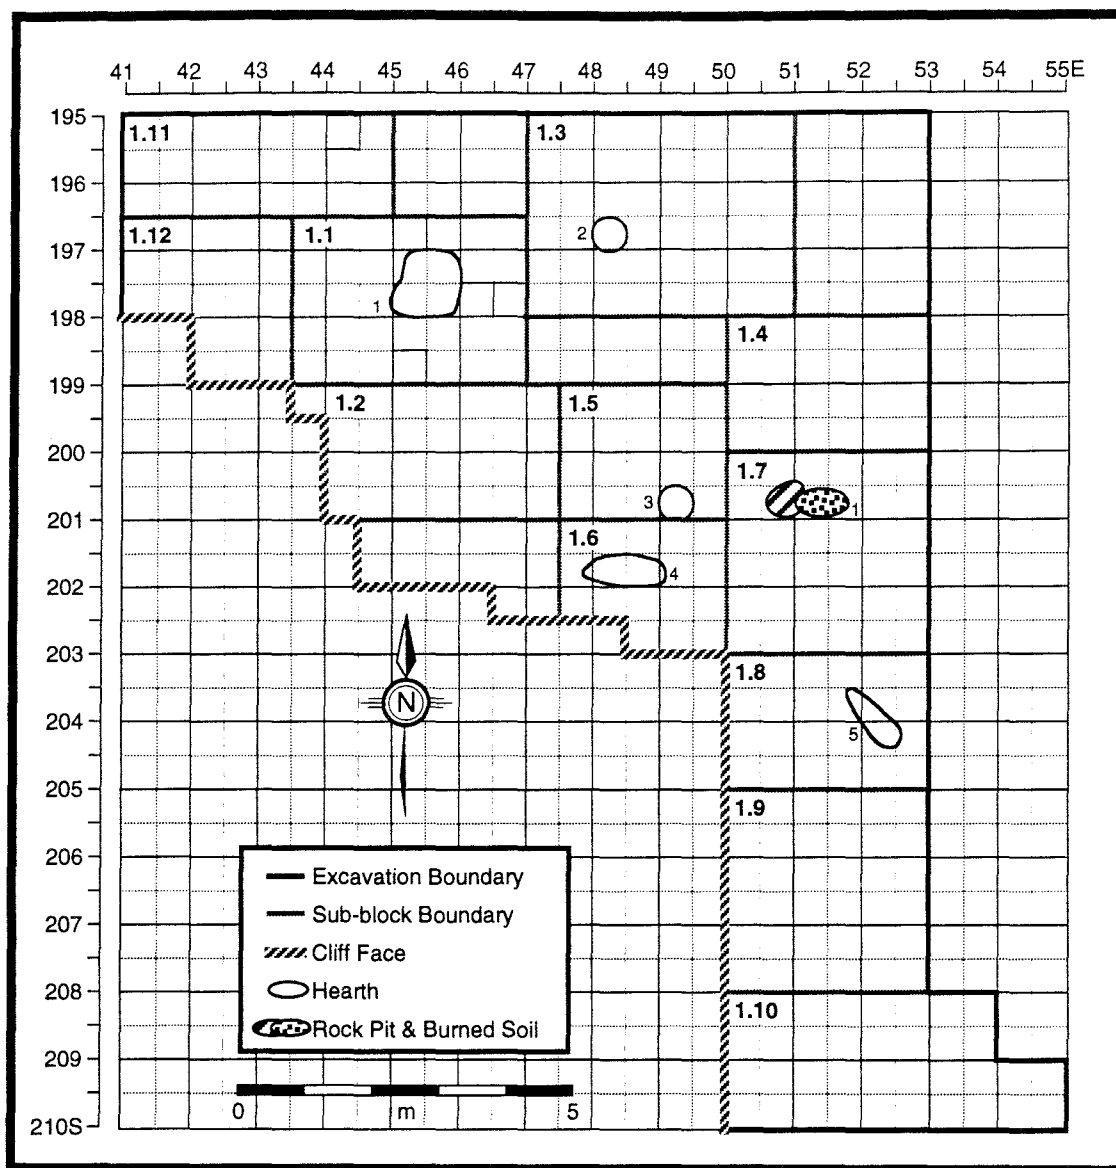 41 42 43 44 45 46 47 48 49 50 51 52 53 54 55E
195
1.11 1.3
196
1.12 1.1 2
197
1
198
1.4
199
1.2 1.5
200
1.7
3 1
201
1.6
4
202
203
1.8
N
204
5
205
1.9
206
Excavation Boundary
Sub-block Boundary
207
Cliff Face
208
Hearth
1.10
Rock Pit & Burned Soil
209
0 m 5
210S